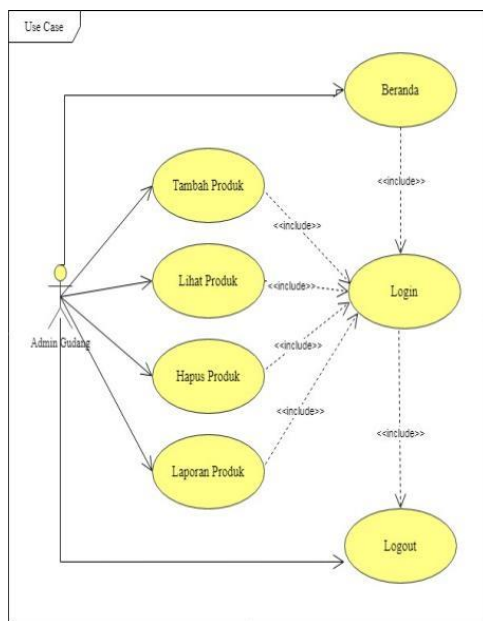 Use Case
Beranda
<<include>>
Tambah Produk
<<include>>
Lihat Produk
<<include>>
Login
Admin Gudang
Hapus Produk
<<include>>
<<include>>
<<include>>
Laporan Produk
Logout